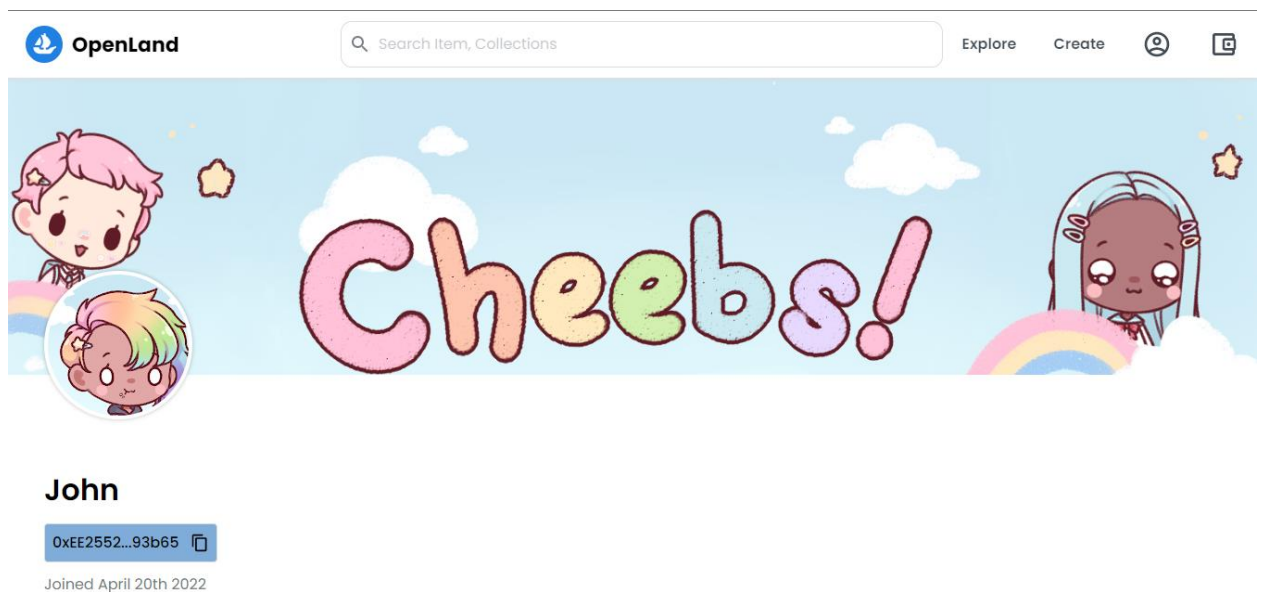 OpenLand
Search Item, Collections
Explore
Create
Cheebs!
John
0xEE2552...93b65
Joined April 20th 2022